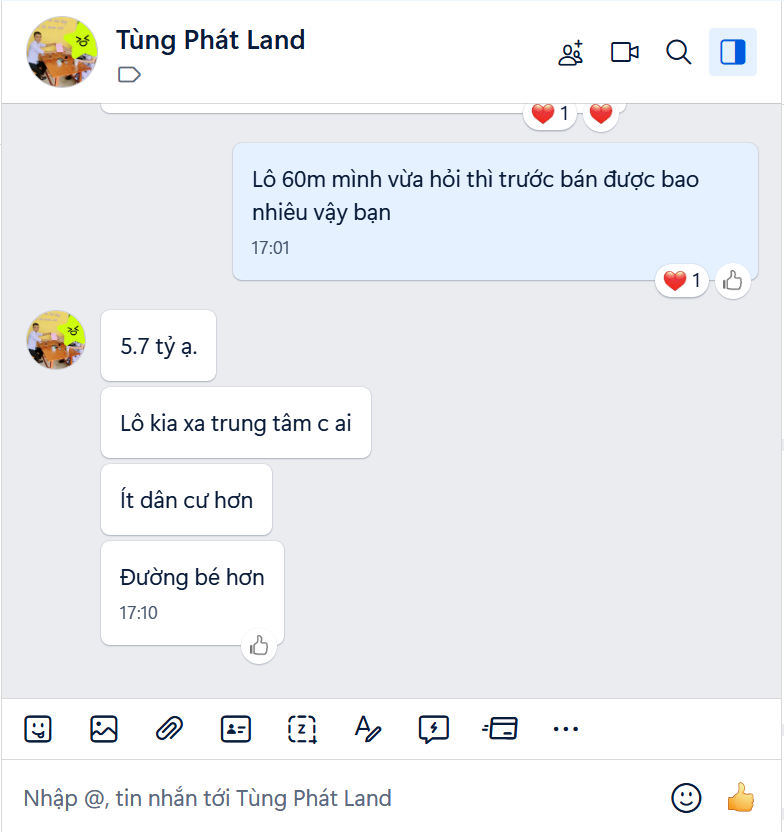 Tùng Phát Land
1
Lô 60m mình vừa hỏi thì trước bán được bao
nhiêu vậy bạn
17:01
1
5.7 tỷ ạ.
Lô kia xa trung tâm c ai
Ít dân cư hơn
Đường bé hơn
17:10
Nhập @, tin nhắn tới Tùng Phát Land